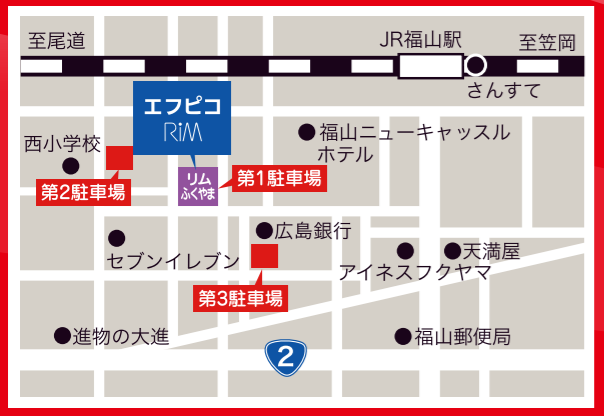 至尾道
JR福山駅
至笠岡
さんすて
エフピコ
RiM
福山ニューキャッスル
ホテル
西小学校
第2駐車場
リム
ふくやま
第1駐車場
広島銀行
セブンイレブン
天満屋
アイネスフクヤマ
第3駐車場
進物の大進
2
福山郵便局